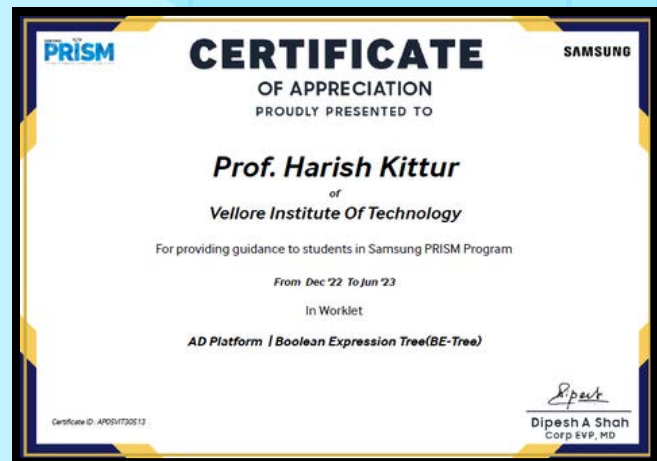 PRISM
SAMSUNG
CERTIFICATE
OF APPRECIATION
PROUDLY PRESENTED TO
Prof. Harish Kittur
of
Vellore Institute Of Technology
For providing guidance to students in Samsung PRISM Program
From Dec '22 To Jun '23
In Worklet
AD Platform | Boolean Expression Tree(BE-Tree)
Dipesh A Shah
Corp EVP, MD